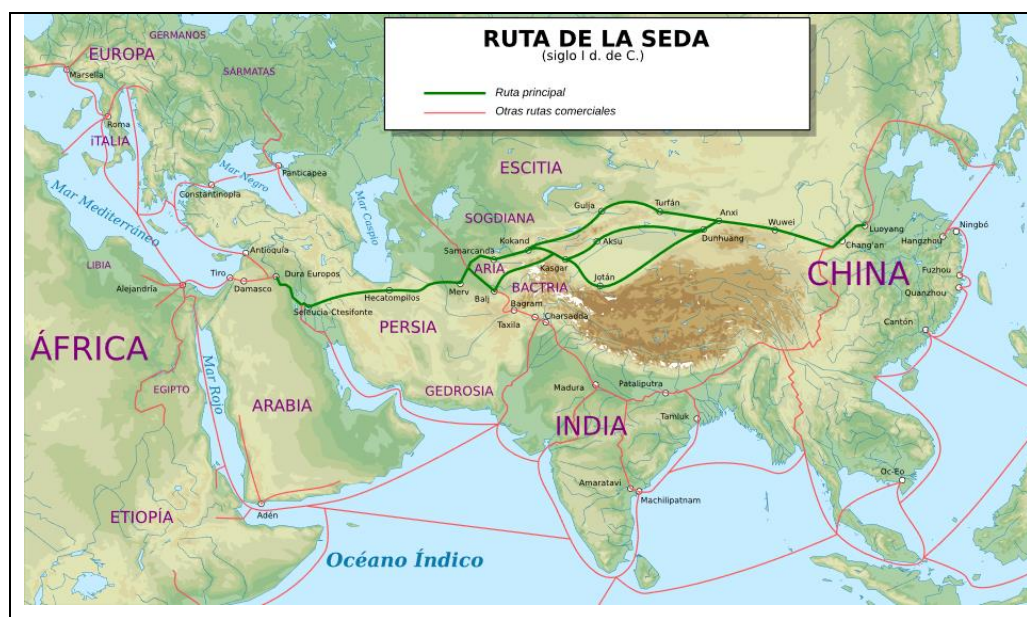 RUTA DE LA SEDA
(siglo I d. de C.)
Ruta principal
Otras rutas comerciales
GERMANOS
EUROPA
Marsella
SÁRMATAS
Roma
iTALIA
Mar Negro
Panticapea
Constantinopla
Mar Mediterráneo
Mar Caspio
ESCITIA
SOGDIANA
Gulja
Turfán
Anxi
Wuwei
Luoyang
Ningbó
Hangzhou
Chang'an
Dunhuang
Kokand
Aksu
Samarcanda
Antióquía
LIBIA
Tiro
Damasco
Dura Europos
ARIA
Kasgar
Jotán
CHINA
Fuzhou
Quanzhou
Alejandría
Hecatompilos
Merv
Balj
BACTRIA
Bagram
Seleucia-Ctesifonte
Taxila
Charsadda
Cantón
PERSIA
ÁFRICA
Mar Rojo
EGIPTO
ARABIA
GEDROSIA
Madura
Pataliputra
INDIA
Tamluk
Oc-Eo
Amaratavi
Machilipatnam
Adén
ETIOPÍA
Océano Índico